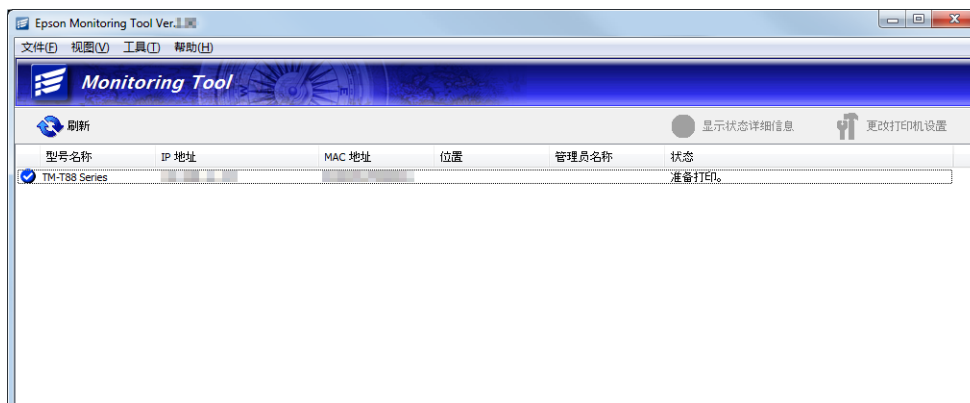 Epson Monitoring Tool Ver.
文件(F) 视图(V) 工具(T) 帮助(H)
Monitoring Tool
刷新 显示状态详细信息 更改打印机设置
型号名称 IP 地址 MAC 地址 位置 管理员名称 状态
TM-T88 Series 准备打印。